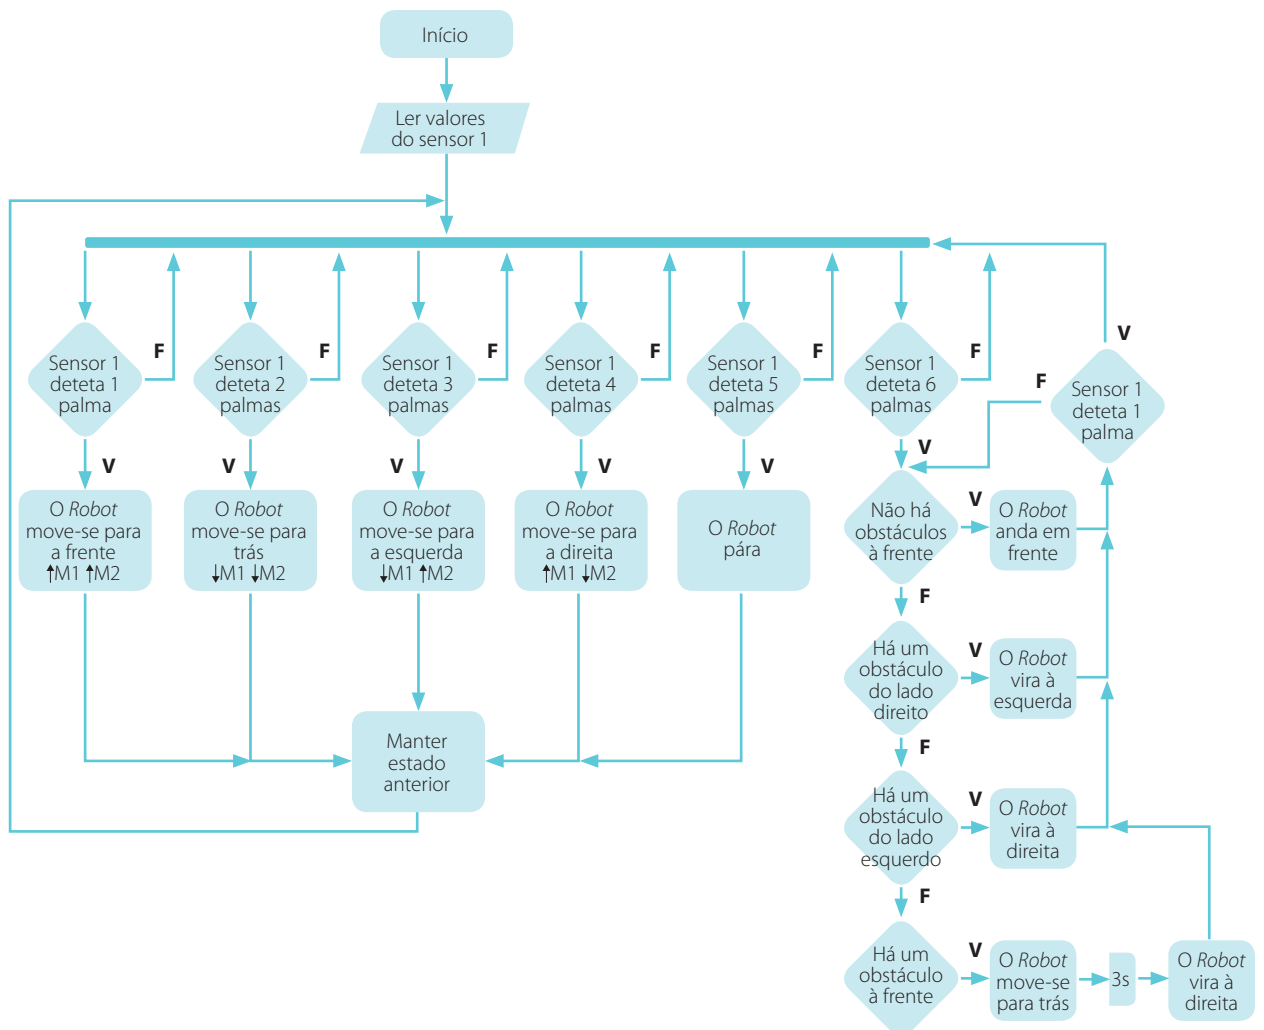 Início
Ler valores
do sensor 1
Sensor 1
deteta 1
palma
F
V
Sensor 1
deteta 2
palmas
F
V
Sensor 1
deteta 3
palmas
F
V
Sensor 1
deteta 4
palmas
F
V
Sensor 1
deteta 5
palmas
F
V
Sensor 1
deteta 6
palmas
F
V
Sensor 1
deteta 1
palma
F
V
O Robot
move-se para
a frente
↑M1 ↑M2
O Robot
move-se para
trás
↓M1 ↓M2
O Robot
move-se para
a esquerda
↓M1 ↑M2
O Robot
move-se para
a direita
↑M1 ↓M2
O Robot
pára
Manter
estado
anterior
Não há
obstáculos
à frente
V
O Robot
anda em
frente
F
Há um
obstáculo
do lado
direito
V
O Robot
vira à
esquerda
F
Há um
obstáculo
do lado
esquerdo
V
O Robot
vira à
direita
F
Há um
obstáculo
à frente
V
O Robot
move-se
para trás
3s
O Robot
vira à
direita